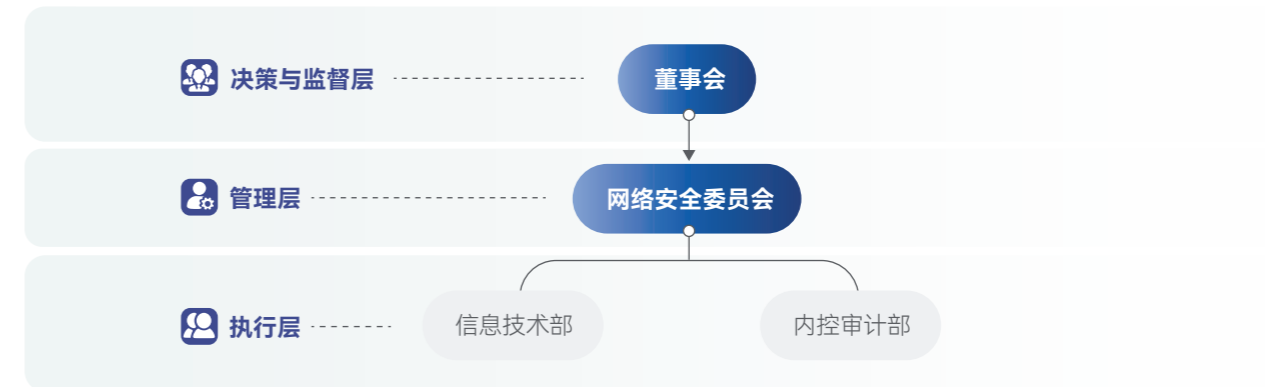 决策与监督层
董事会
管理层
网络安全委员会
执行层
信息技术部
内控审计部